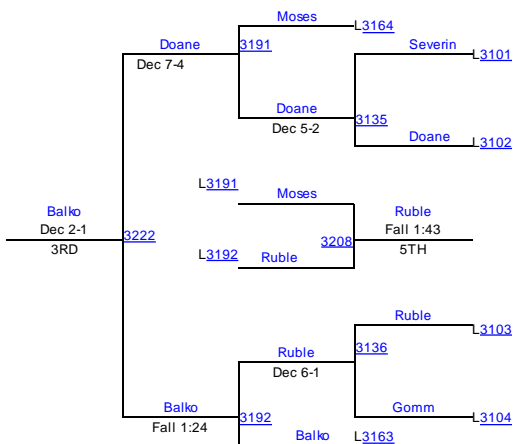 Moses L3164
Doane 3191 Severin L3101
Dec 7-4
Doane 3135
Dec 5-2 Doane L3102
L3191 Moses
Balko Ruble
Dec 2-1 3222 3208 Fall 1:43
3RD L3192 Ruble 5TH
Ruble L3103
Ruble 3136
Dec 6-1
Balko 3192 Gomm L3104
Fall 1:24 Balko L3163